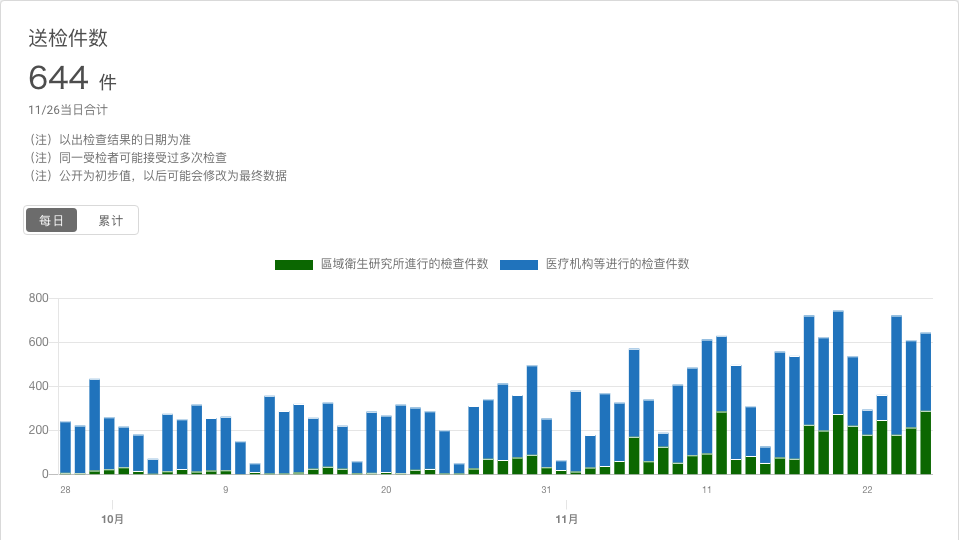 送检件数
644 件
11/26当日合计
（注）以出检查结果的日期为准
（注）同一受检者可能接受过多次检查
（注）公开为初步值，以后可能会修改为最终数据
每日 累计
區域衛生研究所進行的檢查件数 医疗机构等进行的检查件数
800
600
400
200
0
28 9 20 31 11 22
10月 11月